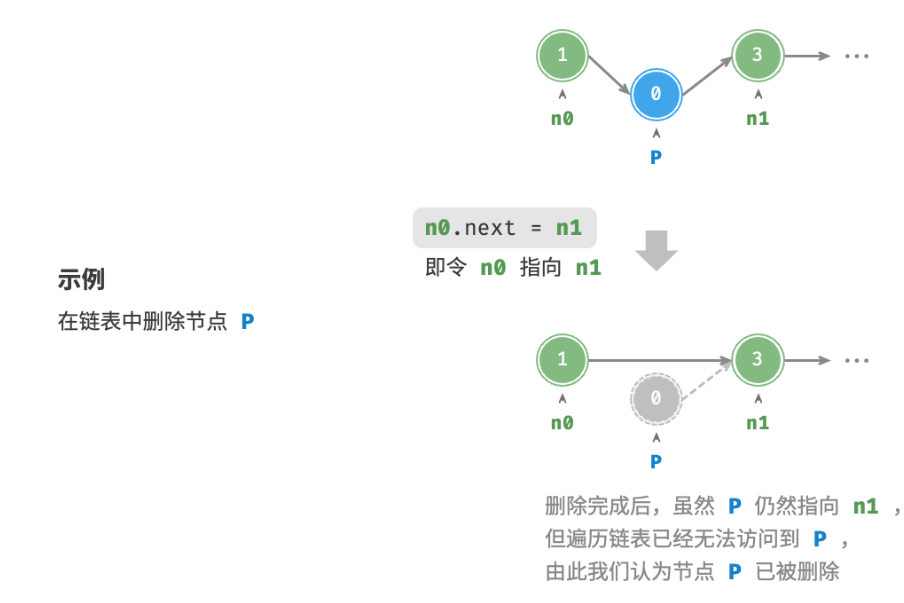 1
3
...
0
n0
n1
P
n0.next = n1
即令 n0 指向 n1
示例
在链表中删除节点 P
1
3
...
0
n0
n1
P
删除完成后，虽然 P 仍然指向 n1 ，
但遍历链表已经无法访问到 P ，
由此我们认为节点 P 已被删除